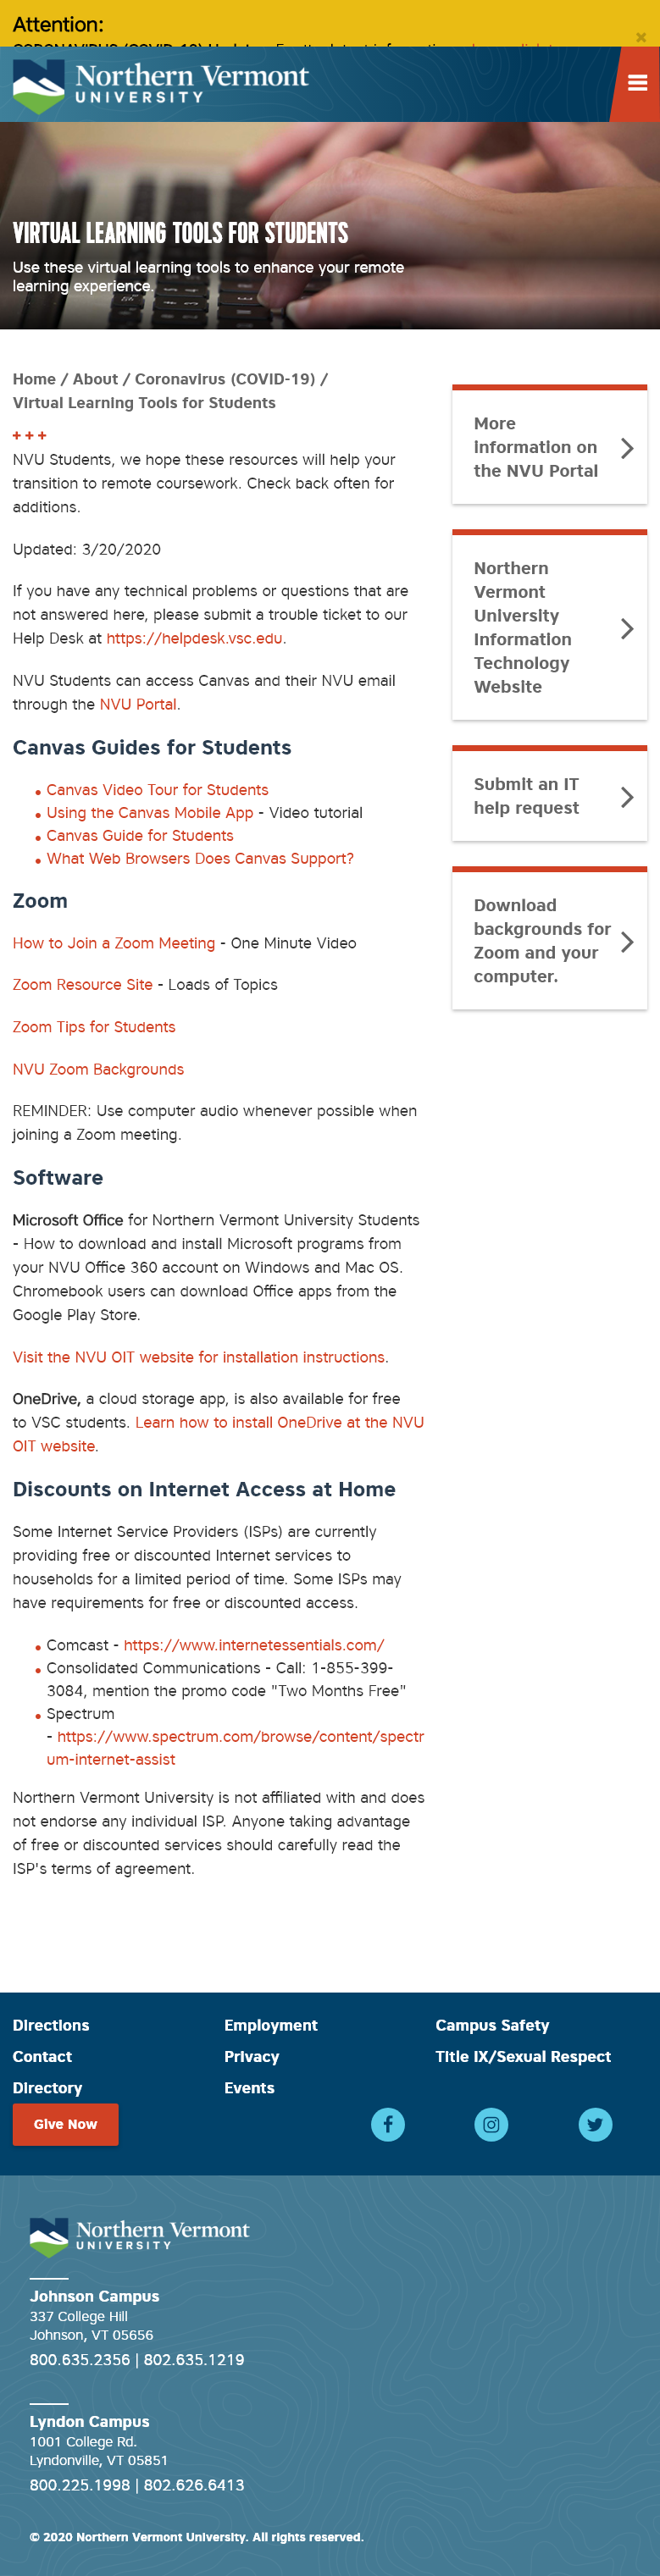 Attention:
Northern Vermont
UNIVERSITY
VIRTUAL LEARNING TOOLS FOR STUDENTS
Use these virtual learning tools to enhance your remote
learning experience.
Home / About / Coronavirus (COVID-19) /
Virtual Learning Tools for Students
+ + +
NVU Students, we hope these resources will help your
transition to remote coursework. Check back often for
additions.
Updated: 3/20/2020
If you have any technical problems or questions that are
not answered here, please submit a trouble ticket to our
Help Desk at https://helpdesk.vsc.edu.
NVU Students can access Canvas and their NVU email
through the NVU Portal.
Canvas Guides for Students
• Canvas Video Tour for Students
• Using the Canvas Mobile App - Video tutorial
• Canvas Guide for Students
• What Web Browsers Does Canvas Support?
Zoom
How to Join a Zoom Meeting - One Minute Video
Zoom Resource Site - Loads of Topics
Zoom Tips for Students
NVU Zoom Backgrounds
REMINDER: Use computer audio whenever possible when
joining a Zoom meeting.
Software
Microsoft Office for Northern Vermont University Students
- How to download and install Microsoft programs from
your NVU Office 360 account on Windows and Mac OS.
Chromebook users can download Office apps from the
Google Play Store.
Visit the NVU OIT website for installation instructions.
OneDrive, a cloud storage app, is also available for free
to VSC students. Learn how to install OneDrive at the NVU
OIT website.
Discounts on Internet Access at Home
Some Internet Service Providers (ISPs) are currently
providing free or discounted Internet services to
households for a limited period of time. Some ISPs may
have requirements for free or discounted access.
• Comcast - https://www.internetessentials.com/
• Consolidated Communications - Call: 1-855-399-
3084, mention the promo code "Two Months Free"
• Spectrum
- https://www.spectrum.com/browse/content/spectr
um-internet-assist
Northern Vermont University is not affiliated with and does
not endorse any individual ISP. Anyone taking advantage
of free or discounted services should carefully read the
ISP's terms of agreement.
More
information on
the NVU Portal
Northern
Vermont
University
Information
Technology
Website
Submit an IT
help request
Download
backgrounds for
Zoom and your
computer.
Directions
Contact
Directory
Employment
Privacy
Events
Campus Safety
Title IX/Sexual Respect
Give Now
Northern Vermont
UNIVERSITY
Johnson Campus
337 College Hill
Johnson, VT 05656
800.635.2356 | 802.635.1219
Lyndon Campus
1001 College Rd.
Lyndonville, VT 05851
800.225.1998 | 802.626.6413
© 2020 Northern Vermont University. All rights reserved.